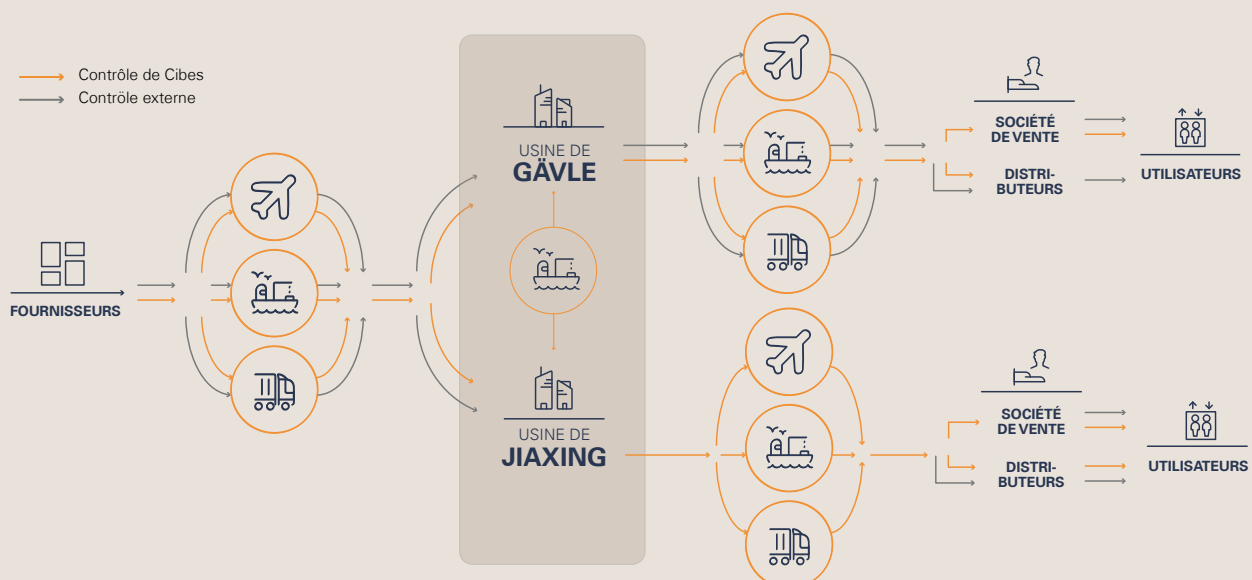 Contrôle de Cibes
Contröle externe
FOURNISSEURS
USINE DE
GÄVLE
USINE DE
JIAXING
SOCIÉTÉ
DE VENTE
DISTRI-
BUTEURS
UTILISATEURS
SOCIÉTÉ
DE VENTE
DISTRI-
BUTEURS
UTILISATEURS